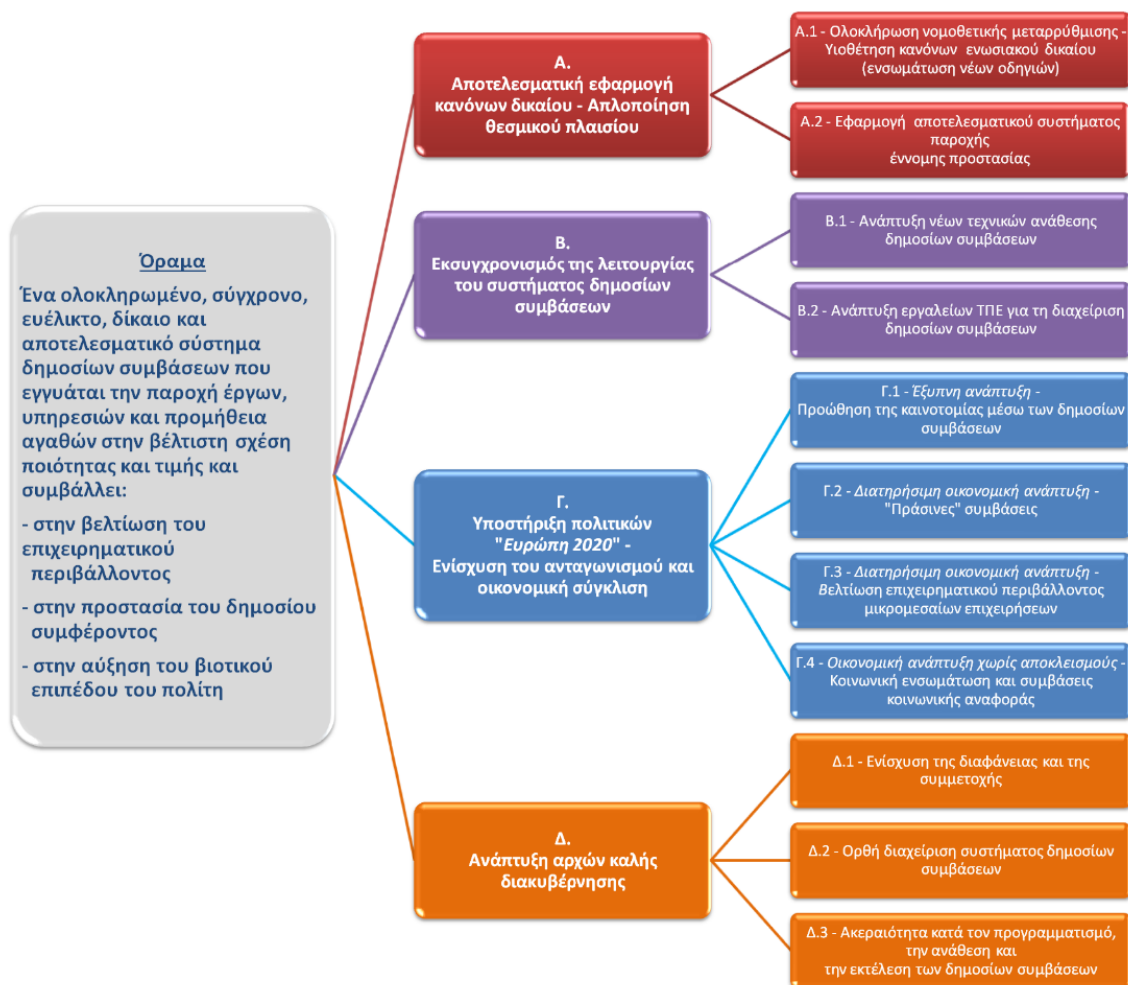 Όραμα
Ένα ολοκληρωμένο, σύγχρονο,
ευέλικτο, δίκαιο και
αποτελεσματικό σύστημα
δημοσίων συμβάσεων που
εγγυάται την παροχή έργων,
υπηρεσιών και προμήθεια
αγαθών στην βέλτιστη σχέση
ποιότητας και τιμής και
συμβάλλει:
- στην βελτίωση του
επιχειρηματικού
περιβάλλοντος
- στην προστασία του δημοσίου
συμφέροντος
- στην αύξηση του βιοτικού
επιπέδου του πολίτη
Α.
Αποτελεσματική εφαρμογή
κανόνων δικαίου - Απλοποίηση
θεσμικού πλαισίου
Α.1 - Ολοκλήρωση νομοθετικής μεταρρύθμισης -
Υιοθέτηση κανόνων ενωσιακού δικαίου
(ενσωμάτωση νέων οδηγιών)
Α.2 - Εφαρμογή αποτελεσματικού συστήματος
παροχής
έννομης προστασίας
Β.
Εκσυγχρονισμός της λειτουργίας
του συστήματος δημοσίων
συμβάσεων
Β.1 - Ανάπτυξη νέων τεχνικών ανάθεσης
δημοσίων συμβάσεων
Β.2 - Ανάπτυξη εργαλείων ΤΠΕ για τη διαχείριση
δημοσίων συμβάσεων
Γ.
Υποστήριξη πολιτικών
"Ευρώπη 2020" -
Ενίσχυση του ανταγωνισμού και
οικονομική σύγκλιση
Γ.1 - Έξυπνη ανάπτυξη -
Προώθηση της καινοτομίας μέσω των δημοσίων
συμβάσεων
Γ.2 - Διατηρήσιμη οικονομική ανάπτυξη -
"Πράσινες" συμβάσεις
Γ.3 - Διατηρήσιμη οικονομική ανάπτυξη -
Βελτίωση επιχειρηματικού περιβάλλοντος
μικρομεσαίων επιχειρήσεων
Γ.4 - Οικονομική ανάπτυξη χωρίς αποκλεισμούς -
Κοινωνική ενσωμάτωση και συμβάσεις
κοινωνικής αναφοράς
Δ.
Ανάπτυξη αρχών καλής
διακυβέρνησης
Δ.1 - Ενίσχυση της διαφάνειας και της
συμμετοχής
Δ.2 - Ορθή διαχείριση συστήματος δημοσίων
συμβάσεων
Δ.3 - Ακεραιότητα κατά τον προγραμματισμό,
την ανάθεση και
την εκτέλεση των δημοσίων συμβάσεων